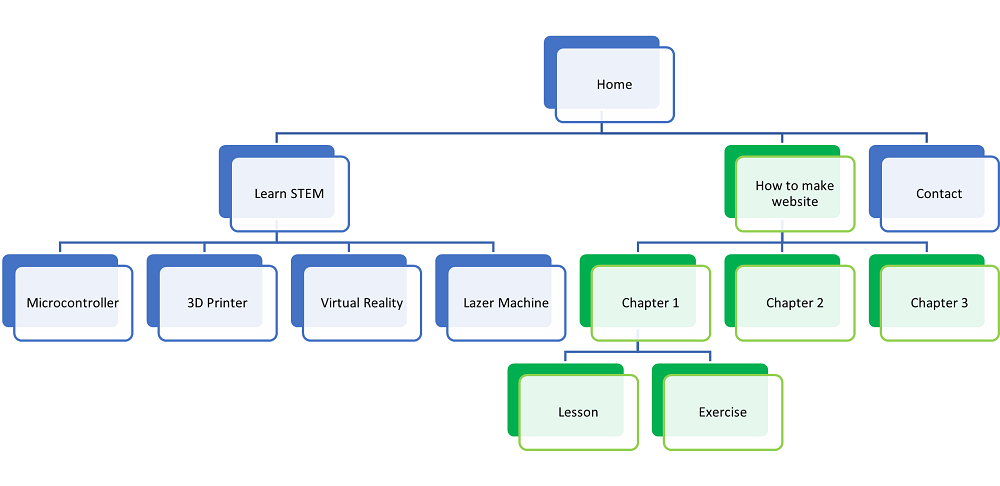 Home
Learn STEM
How to make
website
Contact
Microcontroller
3D Printer
Virtual Reality
Lazer Machine
Chapter 1
Chapter 2
Chapter 3
Lesson
Exercise